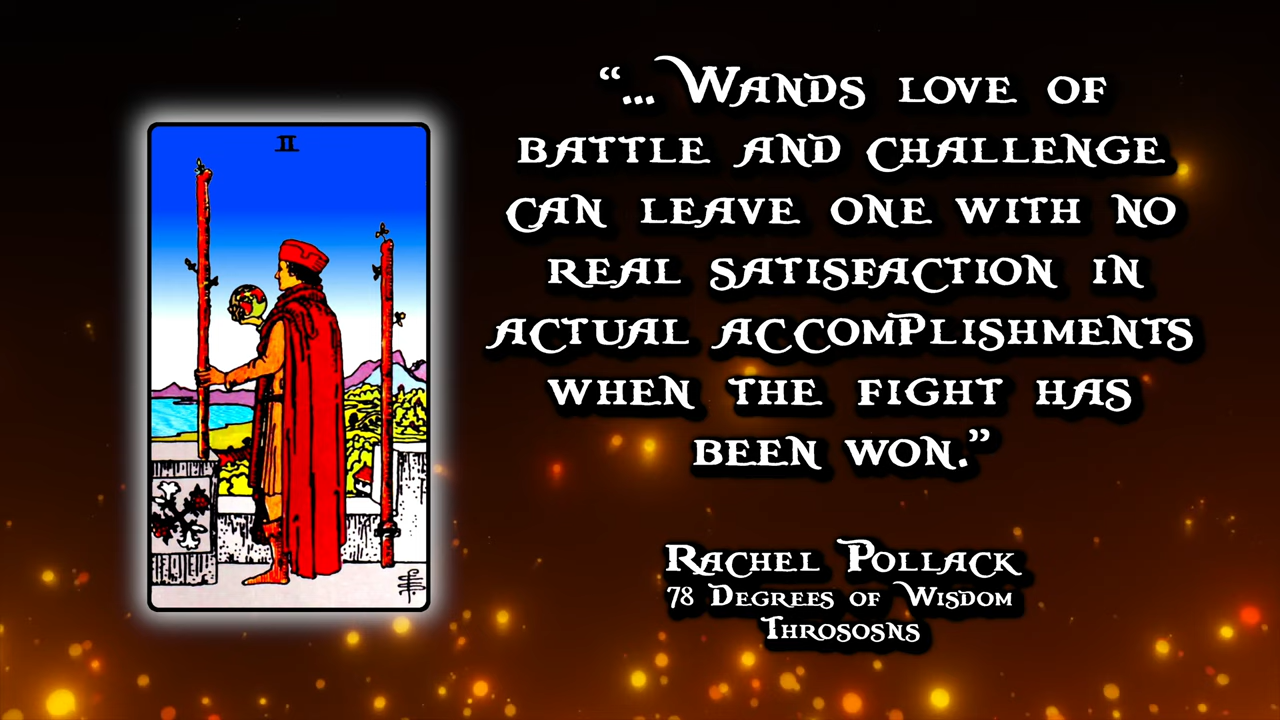 II
“... Wands love of
battle and challenge
can leave one with no
real satisfaction in
actual accomplishments
when the fight has
been won.”
Rachel Pollack
78 Degrees of Wisdom
Thrososns